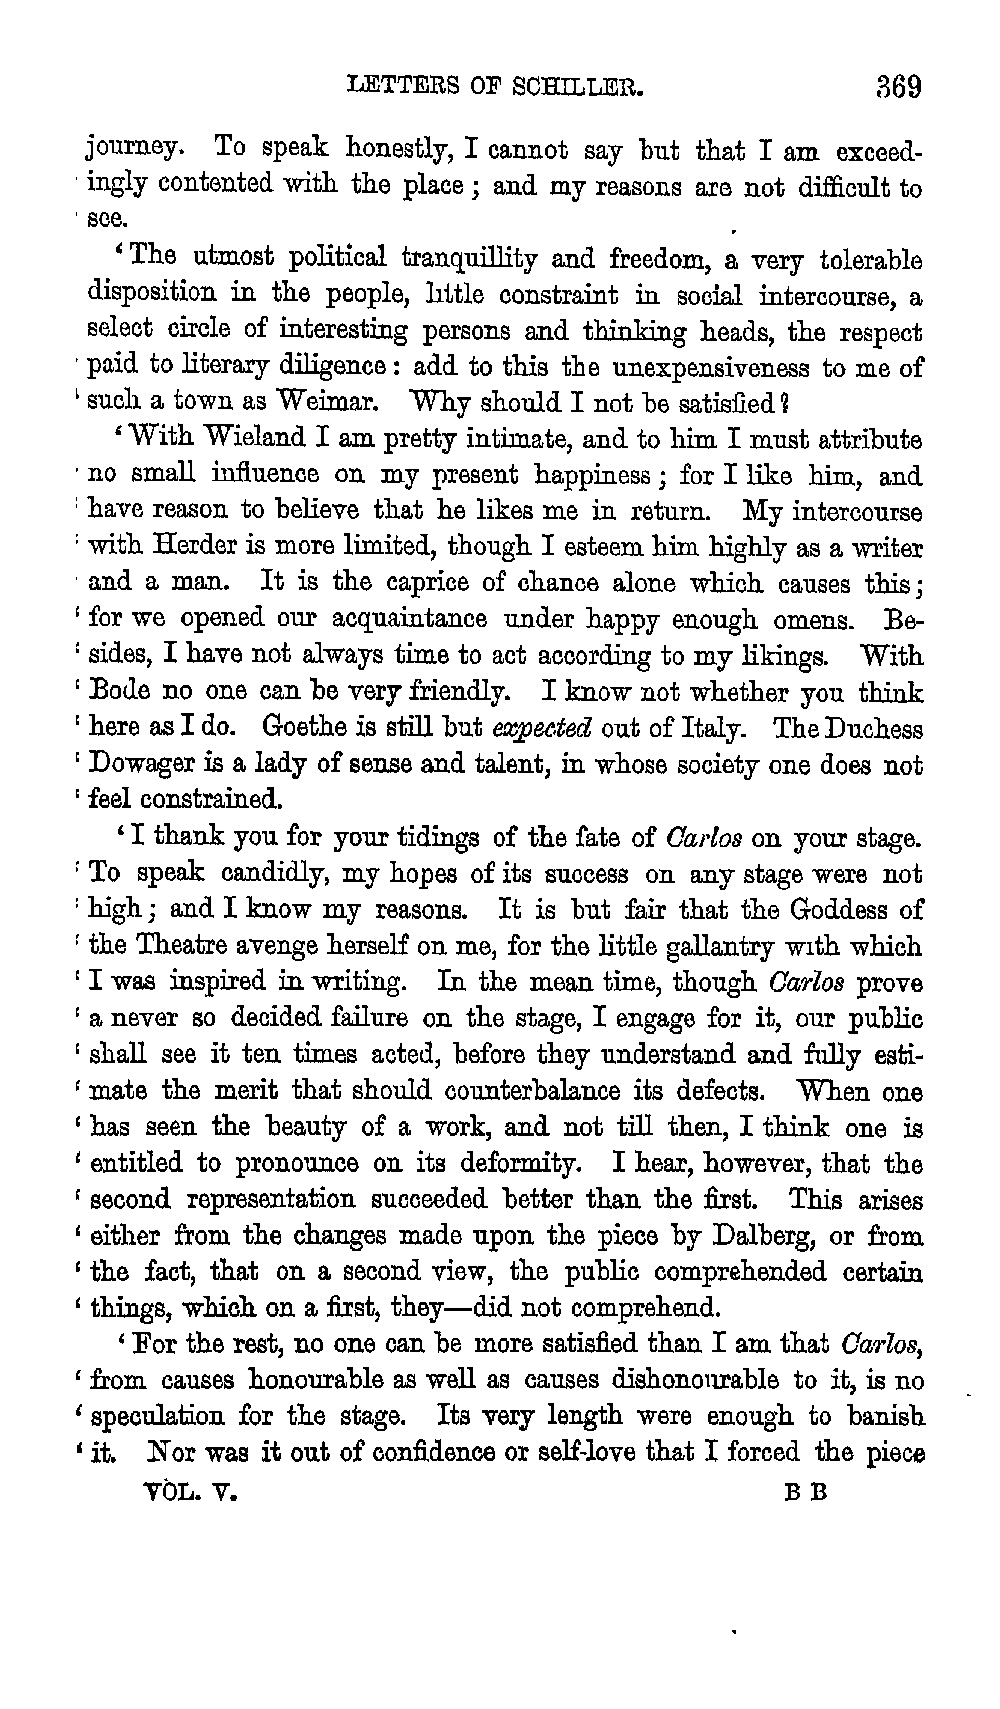 LETTERS OF SCHILLER. 369
journey. To speak honestly, I cannot say but that I am exceed-
' ingly contented with the place ; and my reasons are not difficult to
' see.
‘ The utmost political tranquillity and freedom, a very tolerable
disposition in the people, little constraint in social intercourse, a
select circle of interesting persons and thinking heads, the respect
' paid to literary diligence : add to this the unexpensiveness to me of
‘ such a town as Weimar. Why should I not be satisfied ?
‘ With Wieland I am pretty intimate, and to him I must attribute
' no small influence on my present happiness ; for I like him, and
‘ have reason to believe that he likes me in return. My intercourse
‘ with Herder is more limited, though I esteem him highly as a writer
' and a man. It is the caprice of chance alone which causes this ;
‘ for we opened our acquaintance under happy enough omens. Be-
‘ sides, I have not always time to act according to my likings. With
‘ Bode no one can be very friendly. I know not whether you think
‘ here as I do. Goethe is still but expected out of Italy. The Duchess
‘ Dowager is a lady of sense and talent, in whose society one does not
‘ feel constrained.
‘ I thank you for your tidings of the fate of Carlos on your stage.
‘ To speak candidly, my hopes of its success on any stage were not
‘ high ; and I know my reasons. It is but fair that the Goddess of
‘ the Theatre avenge herself on me, for the little gallantry with which
‘ I was inspired in writing. In the mean time, though Carlos prove
‘ a never so decided failure on the stage, I engage for it, our public
‘ shall see it ten times acted, before they understand and fully esti-
‘ mate the merit that should counterbalance its defects. When one
‘ has seen the beauty of a work, and not till then, I think one is
‘ entitled to pronounce on its deformity. I hear, however, that the
‘ second representation succeeded better than the first. This arises
‘ either from the changes made upon the piece by Dalberg, or from
‘ the fact, that on a second view, the public comprehended certain
‘ things, which on a first, they—did not comprehend.
‘ For the rest, no one can be more satisfied than I am that Carlos,
‘ from causes honourable as well as causes dishonourable to it, is no
‘ speculation for the stage. Its very length were enough to banish
‘ it. Nor was it out of confidence or self-love that I forced the piece
VOL. V. B B